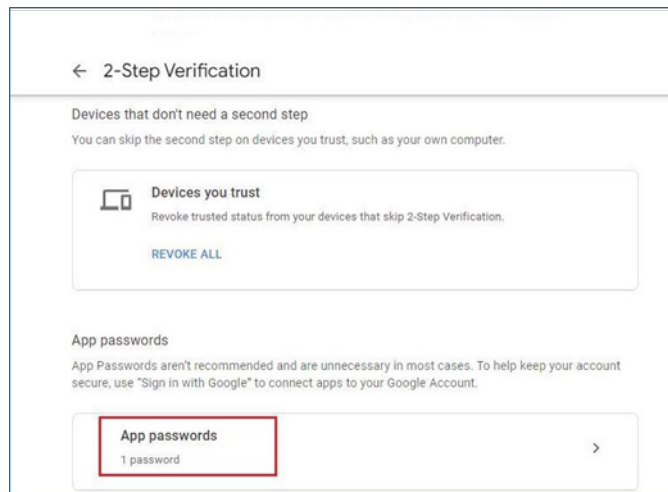 2-Step Verification
Devices that don't need a second step
You can skip the second step on devices you trust, such as your own computer.
Devices you trust
Revoke trusted status from your devices that skip 2-Step Verification.
REVOKE ALL
App passwords
App Passwords aren't recommended and are unnecessary in most cases. To help keep your account
secure, use "Sign in with Google" to connect apps to your Google Account.
App passwords
1 password